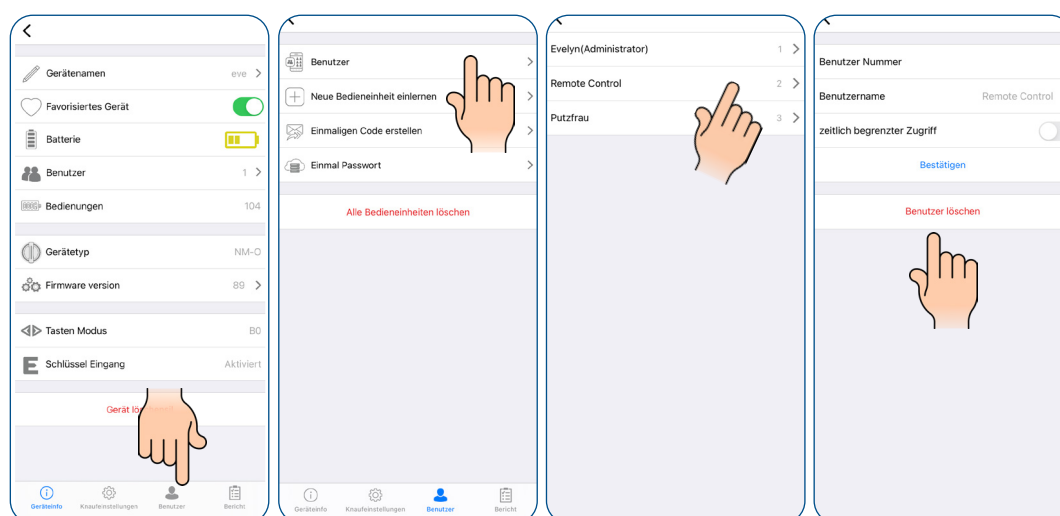 Gerätenamen eve
Favorisiertes Gerät
Batterie
Benutzer 1
Bedienungen 104
Gerätetyp NM-O
Firmware version 89
Tasten Modus B0
E Schlüssel Eingang Aktiviert
Gerät lö
Geräteinfo Knaufeinstellungen Benutzer Bericht
Benutzer
Neue Bedieneinheit einlernen
Einmaligen Code erstellen
Einmal Passwort
Alle Bedieneinheiten löschen
Geräteinfo Knaufeinstellungen Benutzer Bericht
Evelyn(Administrator) 1
Remote Control 2
Putzfrau 3
Benutzer Nummer
Benutzername Remote Control
zeitlich begrenzter Zugriff
Bestätigen
Benutzer löschen